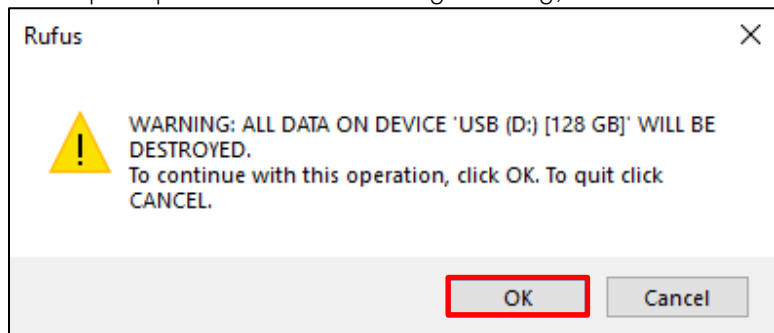 Rufus
WARNING: ALL DATA ON DEVICE 'USB (D:) [128 GB]' WILL BE
DESTROYED.
To continue with this operation, click OK. To quit click
CANCEL.
OK
Cancel